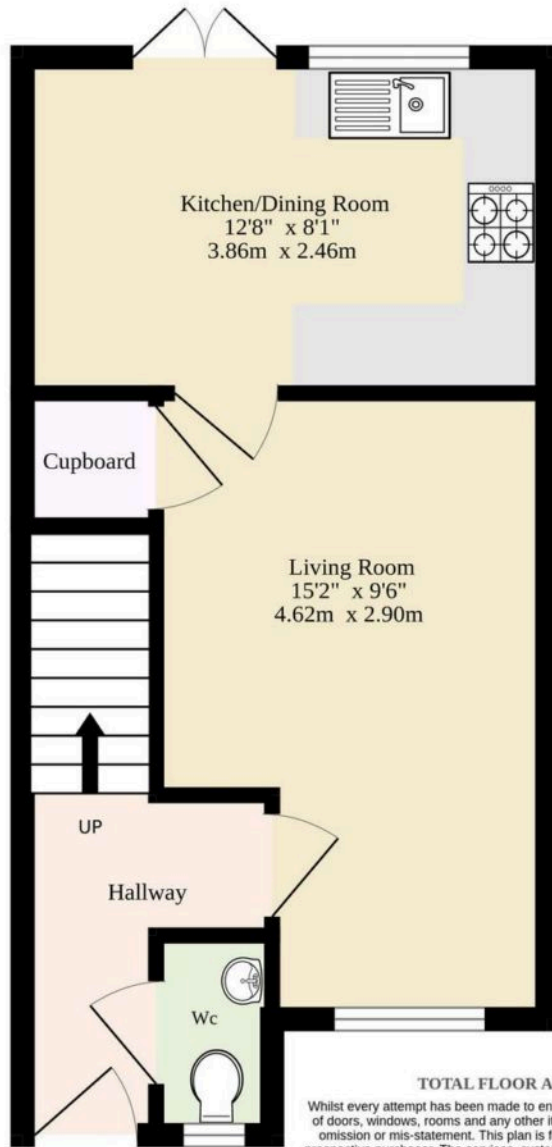 Kitchen/Dining Room
12'8" x 8'1"
3.86m x 2.46m
Cupboard
Living Room
15'2" x 9'6"
4.62m x 2.90m
UP
Hallway
Wc
TOTAL FLOOR A
Whilst every attempt has been made to en
of doors, windows, rooms and any other it
omission or mis-statement. This plan is